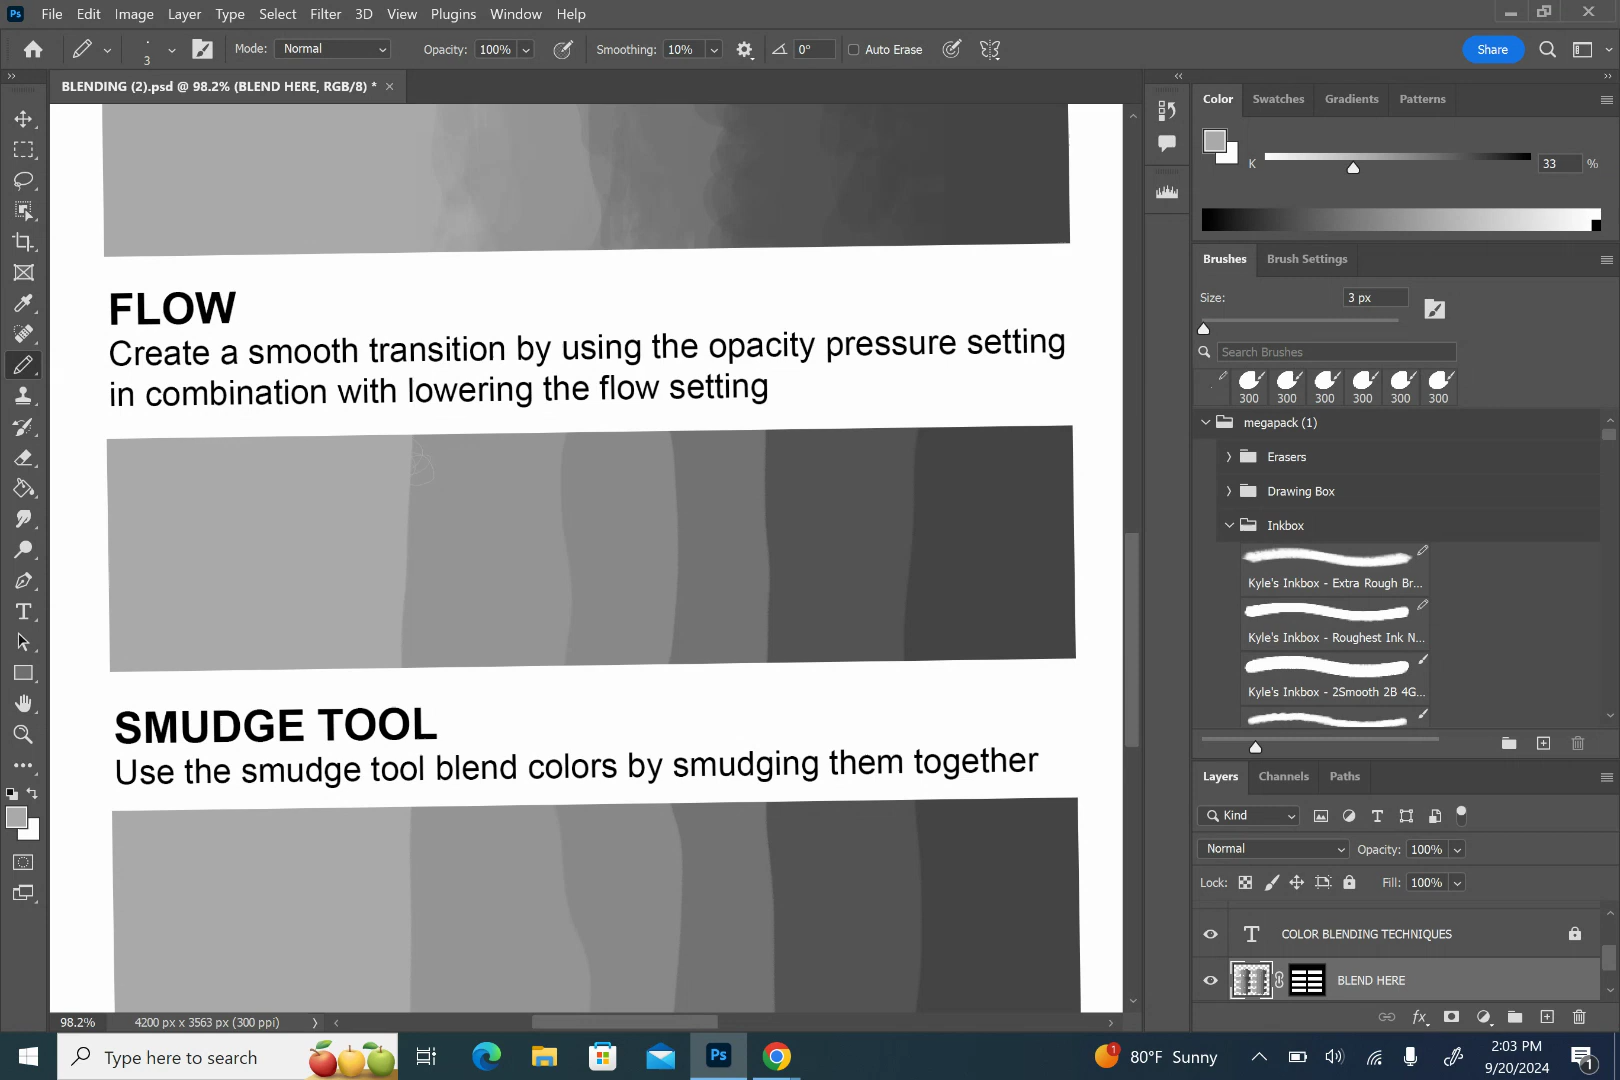 Ps File Edit Image Layer Type Select Filter 3D View Plugins Window Help
3 Mode: Normal Opacity: 100% Smoothing: 10% 0° Auto Erase Share
BLENDING (2).psd @ 98.2% (BLEND HERE, RGB/8) *
FLOW
Create a smooth transition by using the opacity pressure setting
in combination with lowering the flow setting
SMUDGE TOOL
Use the smudge tool blend colors by smudging them together
98.2% 4200 px x 3563 px (300 ppi)
Color Swatches Gradients Patterns
K 33 %
Brushes Brush Settings
Size: 3 px
Search Brushes
300 300 300 300 300 300
megapack (1)
Erasers
Drawing Box
Inkbox
Kyle's Inkbox - Extra Rough Br...
Kyle's Inkbox - Roughest Ink N...
Kyle's Inkbox - 2Smooth 2B 4G...
Layers Channels Paths
Kind
Normal Opacity: 100%
Lock: Fill: 100%
T COLOR BLENDING TECHNIQUES
BLEND HERE
fx
Type here to search
Ps
1 80°F Sunny
2:03 PM
9/20/2024
1